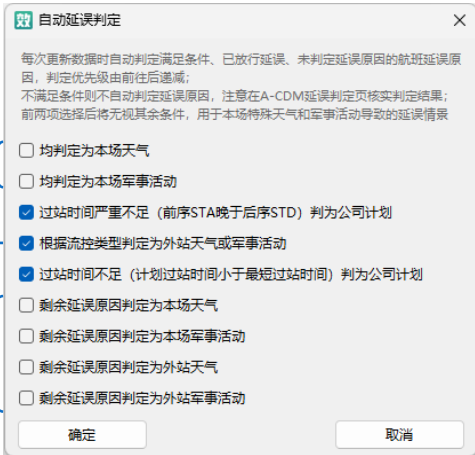 效 自动延误判定
每次更新数据时自动判定满足条件、已放行延误、未判定延误原因的航班延误原
因，判定优先级由前往后递减；
不满足条件则不自动判定延误原因，注意在A-CDM延误判定页核实判定结果；
前两项选择后将无视其余条件，用于本场特殊天气和军事活动导致的延误情景
均判定为本场天气
均判定为本场军事活动
过站时间严重不足（前序STA晚于后序STD）判为公司计划
根据流控类型判定为外站天气或军事活动
过站时间不足（计划过站时间小于最短过站时间）判为公司计划
剩余延误原因判定为本场天气
剩余延误原因判定为本场军事活动
剩余延误原因判定为外站天气
剩余延误原因判定为外站军事活动
确定 取消